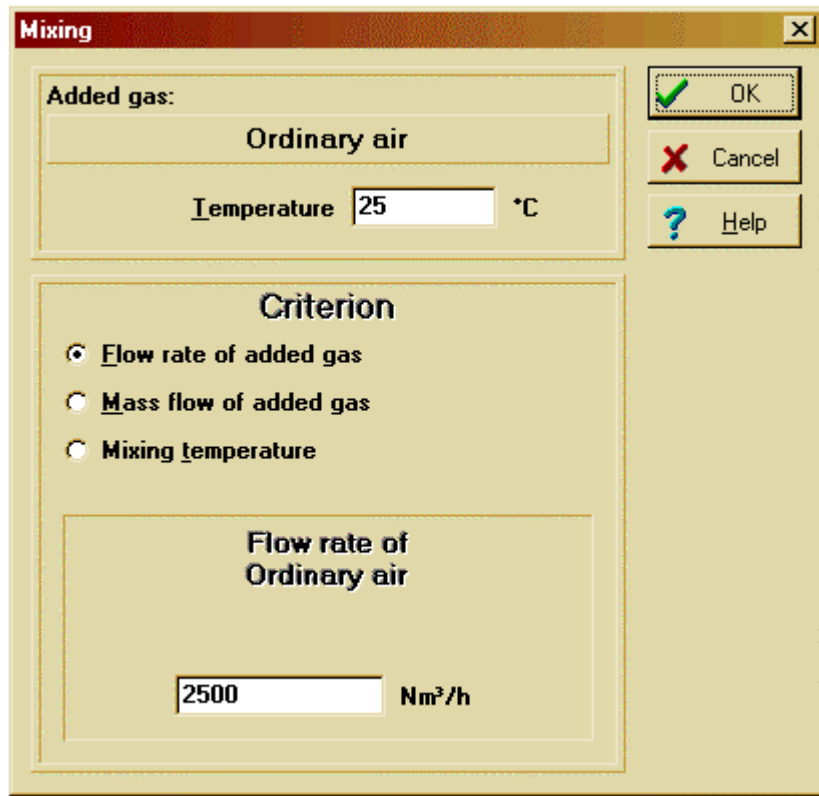 Mixing
Added gas:
Ordinary air
Temperature 25 °C
OK
Cancel
Help
Criterion
Flow rate of added gas
Mass flow of added gas
Mixing temperature
Flow rate of
Ordinary air
2500 Nm³/h